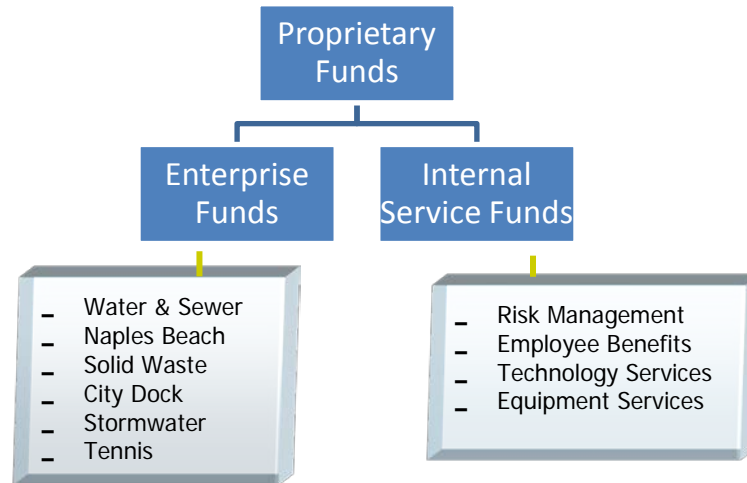 Proprietary
Funds
Enterprise
Funds
Internal
Service Funds
– Water & Sewer
– Naples Beach
– Solid Waste
– City Dock
– Stormwater
– Tennis
– Risk Management
– Employee Benefits
– Technology Services
– Equipment Services